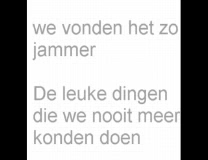 we vonden het zo
jammer
De leuke dingen
die we nooit meer
konden doen